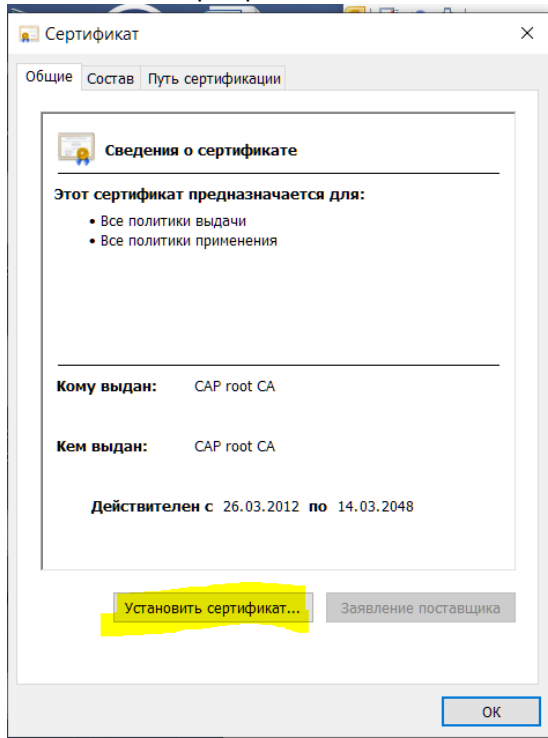 Сертификат
Общие Состав Путь сертификации
Сведения о сертификате
Этот сертификат предназначается для:
• Все политики выдачи
• Все политики применения
Кому выдан: CAP root CA
Кем выдан: CAP root CA
Действителен с 26.03.2012 по 14.03.2048
Установить сертификат... Заявление поставщика
ОК